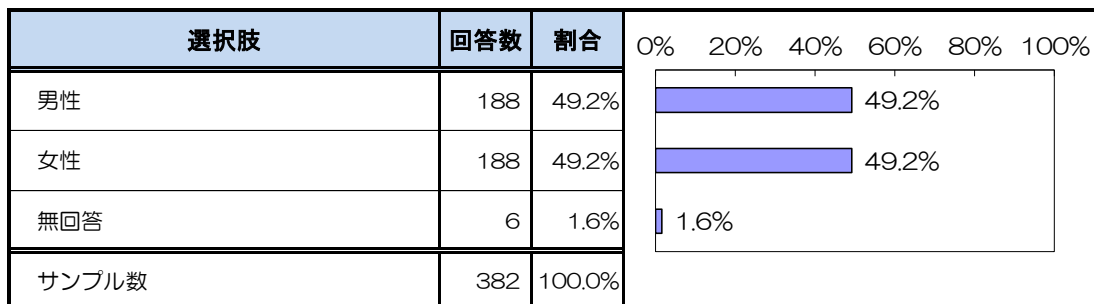 選択肢 回答数 割合 0% 20% 40% 60% 80% 100%
男性 188 49.2% 49.2%
女性 188 49.2% 49.2%
無回答 6 1.6% 1.6%
サンプル数 382 100.0%